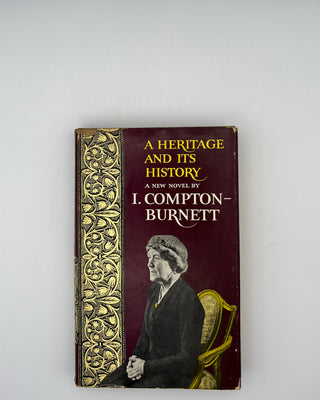 A HERITAGE
AND ITS
HISTORY
A NEW NOVEL BY
I. COMPTON–
BURNETT